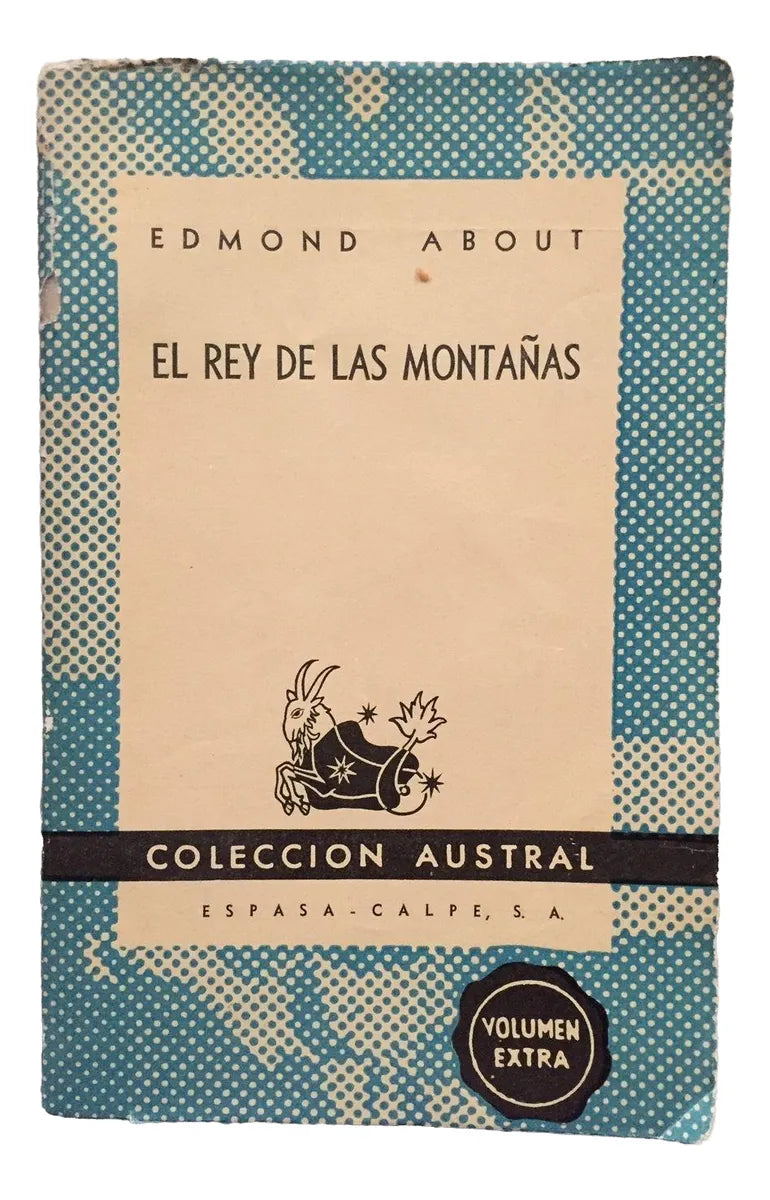 EDMOND ABOUT
EL REY DE LAS MONTAÑAS
COLECCION AUSTRAL
ESPASA-CALPE, S. A.
VOLUMEN
EXTRA